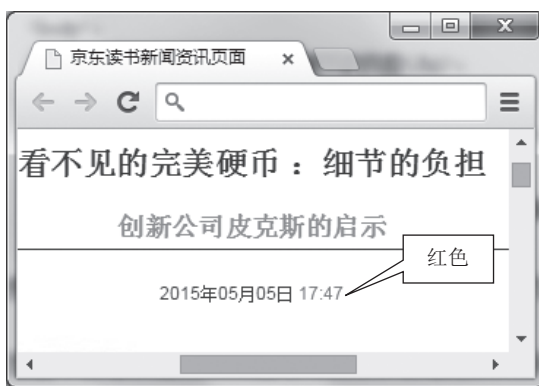 京东读书新闻资讯页面
看不见的完美硬币：细节的负担
创新公司皮克斯的启示
红色
2015年05月05日 17:47